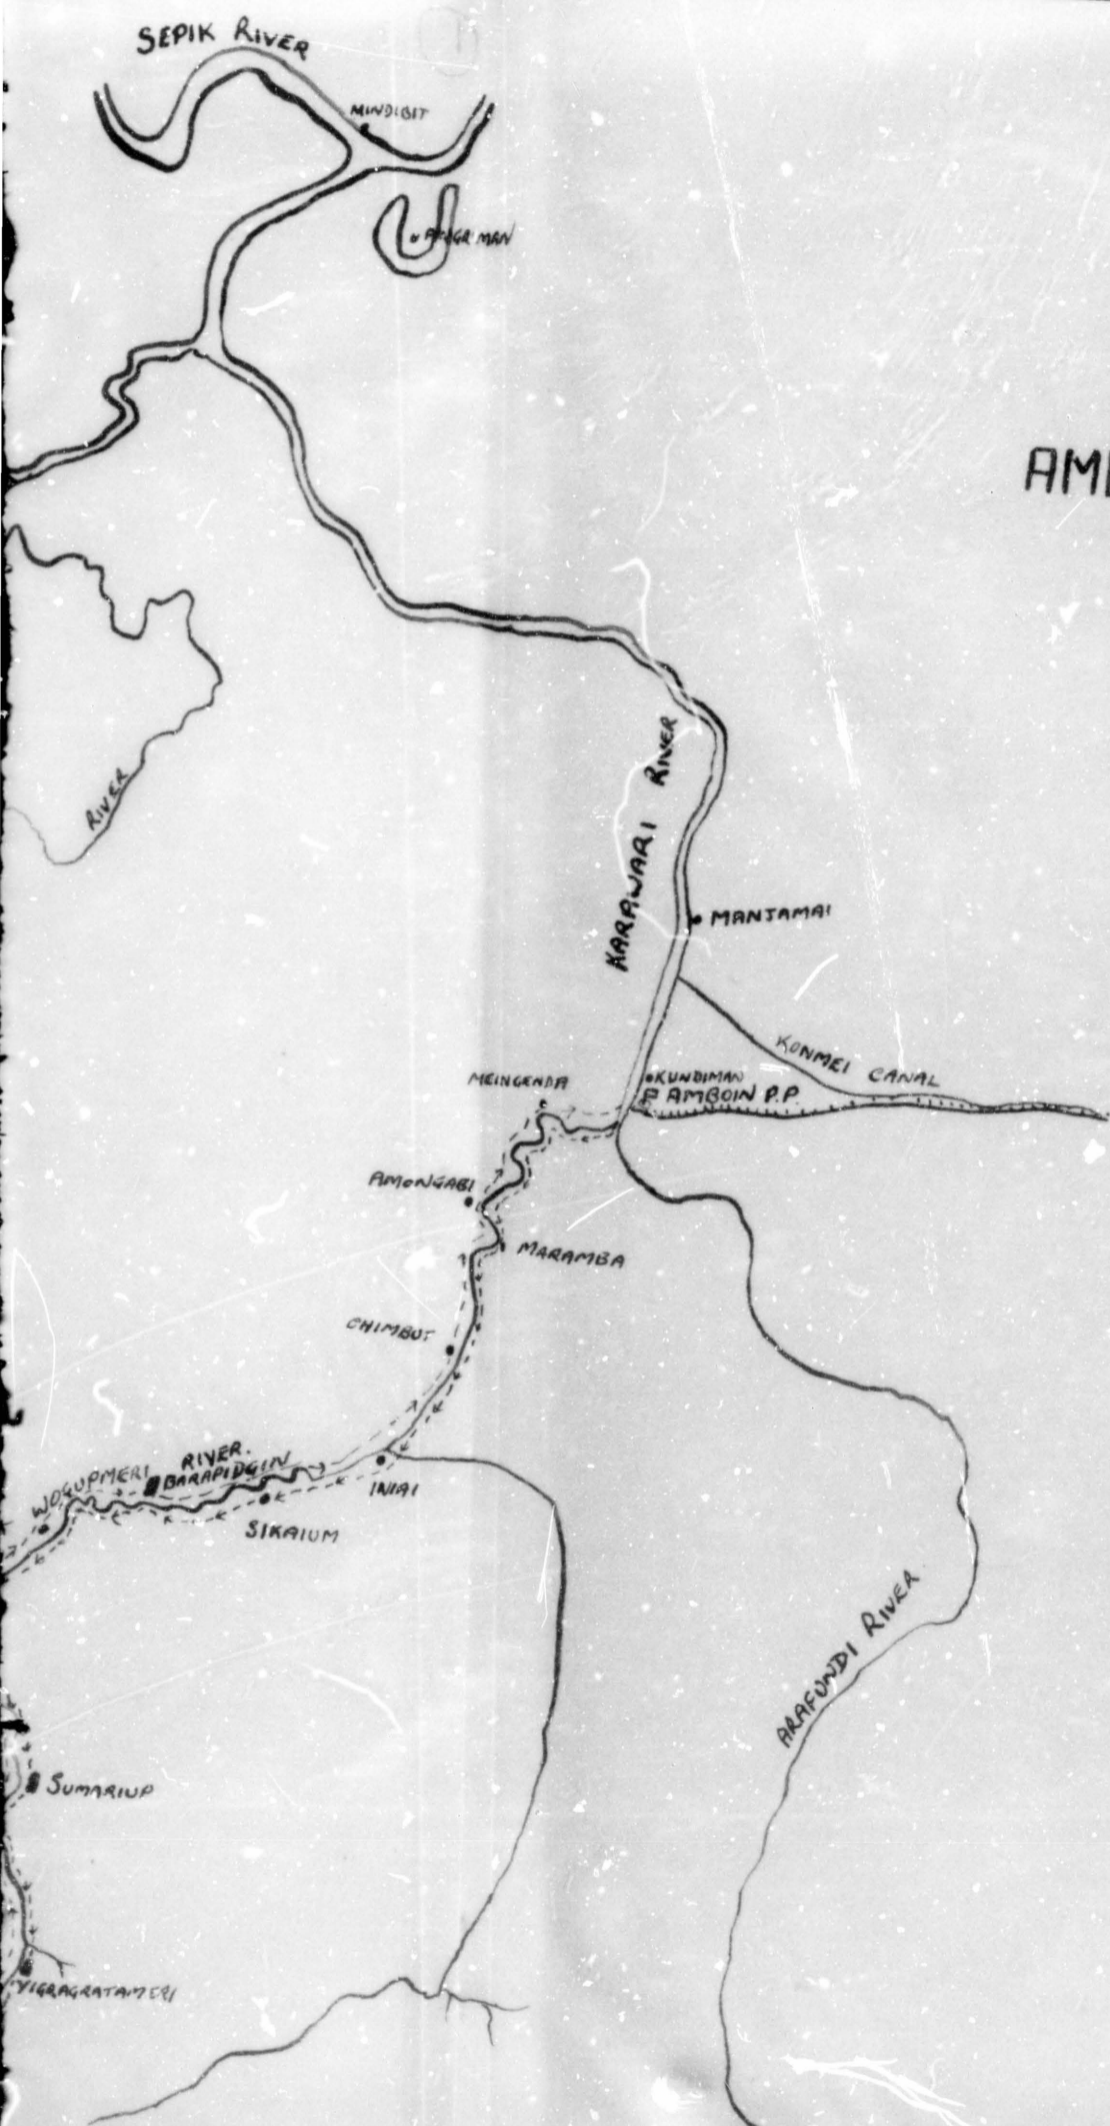 SEPIK RIVER
MINDIBIT
AMB
RIVER
KARAWARI RIVER
MANJAMAI
KONMEI CANAL
MEINGENDA
KUNDIMAN
P AMBOIN P.P.
AMONGABI
MARAMBA
CHIMBUT
WOGUPMERI RIVER.
BARAPIDGIN
INIAI
SIKAIUM
ARAFUNDI RIVER
SUMARIUP
YIGRAGRATAMERI